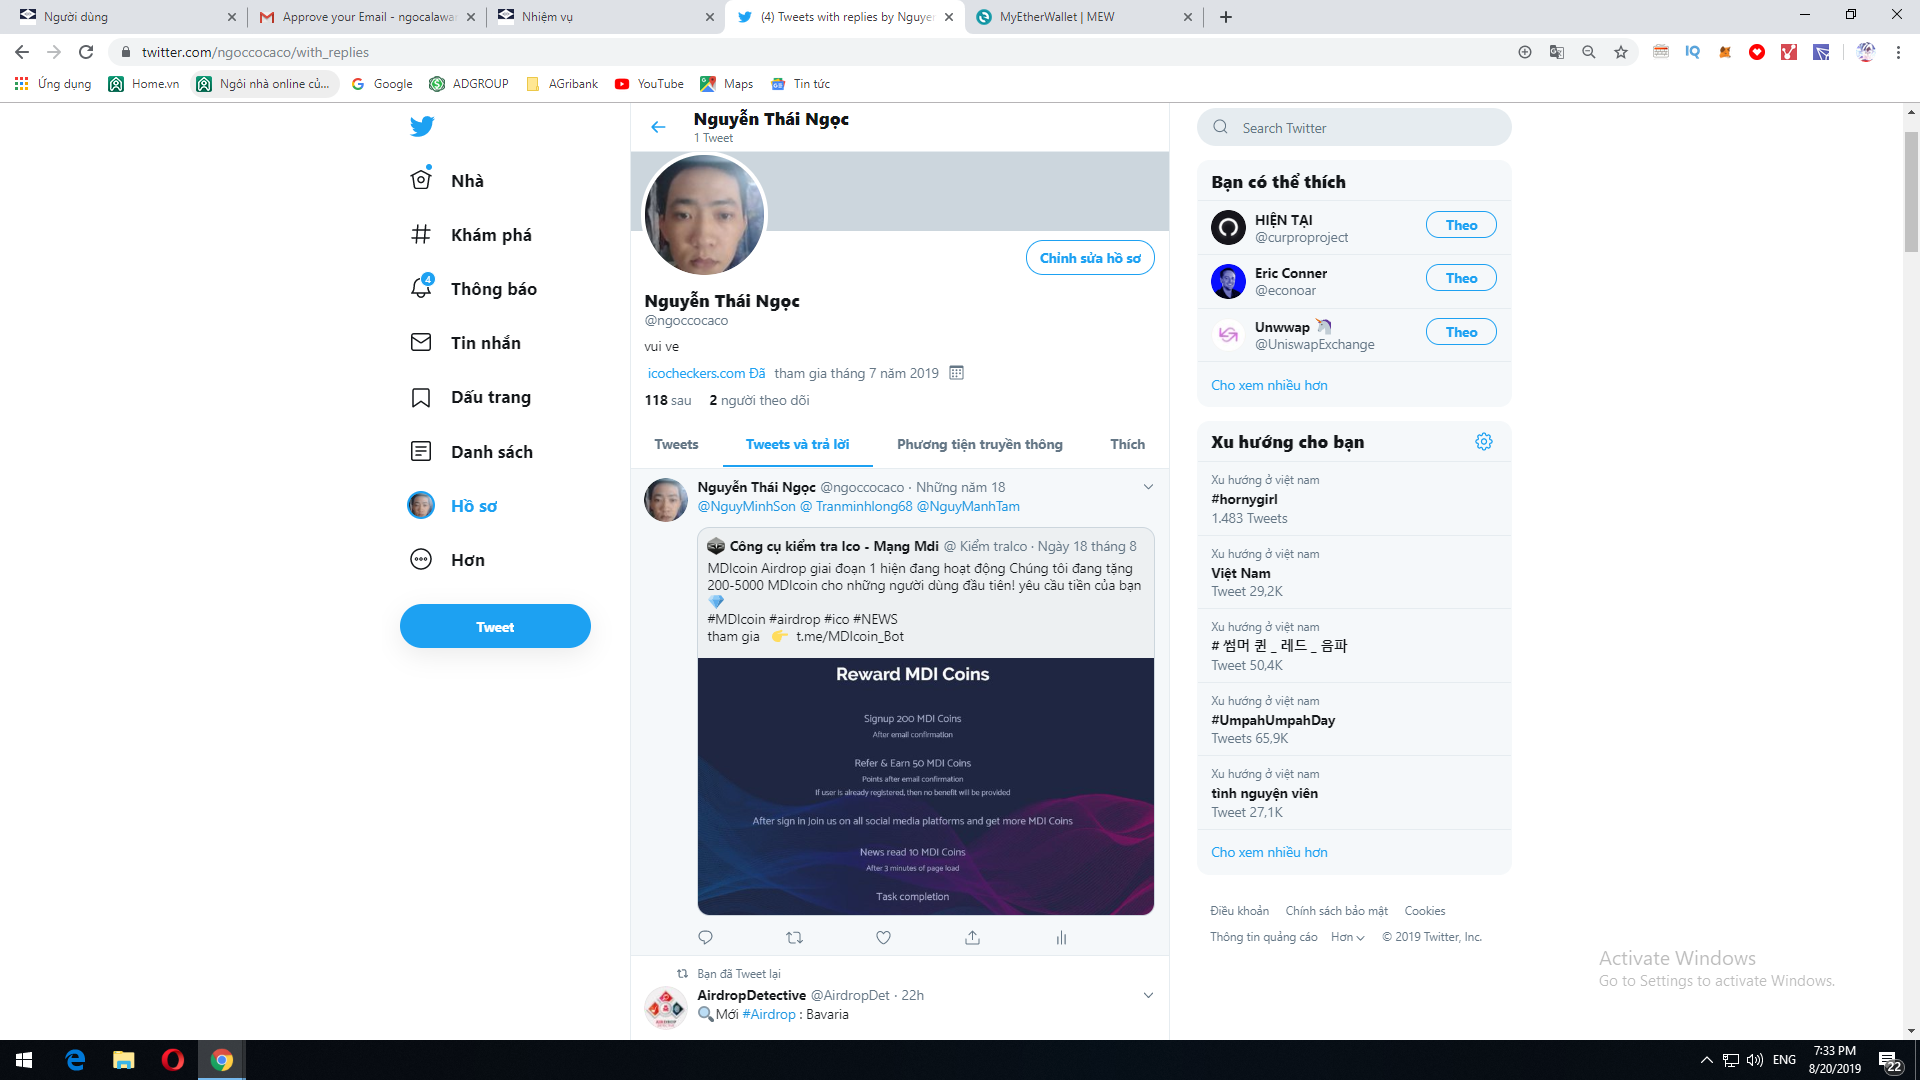 Người dùng
Approve your Email - ngocalawar
Nhiệm vụ
(4) Tweets with replies by Nguyen
MyEtherWallet | MEW
twitter.com/ngoccocaco/with_replies
Ứng dụng
Home.vn
Ngôi nhà online củ...
Google
ADGROUP
AGribank
YouTube
Maps
Tin tức
Nhà
Khám phá
4
Thông báo
Tin nhắn
Dấu trang
Danh sách
Hồ sơ
Hơn
Tweet
Nguyễn Thái Ngọc
1 Tweet
Chỉnh sửa hồ sơ
Nguyễn Thái Ngọc
@ngoccocaco
vui ve
icocheckers.com Đã tham gia tháng 7 năm 2019
118 sau 2 người theo dõi
Tweets
Tweets và trả lời
Phương tiện truyền thông
Thích
Nguyễn Thái Ngọc @ngoccocaco · Những năm 18
@NguyMinhSon @ Tranminhlong68 @NguyManhTam
Công cụ kiểm tra Ico - Mạng Mdi @ Kiểm traIco · Ngày 18 tháng 8
MDIcoin Airdrop giai đoạn 1 hiện đang hoạt động Chúng tôi đang tặng
200-5000 MDIcoin cho những người dùng đầu tiên! yêu cầu tiền của bạn
💎
#MDIcoin #airdrop #ico #NEWS
tham gia 👉 t.me/MDIcoin_Bot
Reward MDI Coins
Signup 200 MDI Coins
After email confirmation
Refer & Earn 50 MDI Coins
Points after email confirmation
If user is already registered, then no benefit will be provided
After sign in Join us on all social media platforms and get more MDI Coins
News read 10 MDI Coins
After 3 minutes of page load
Task completion
Bạn đã Tweet lại
AirdropDetective @AirdropDet · 22h
🔍Mới #Airdrop : Bavaria
Search Twitter
Bạn có thể thích
HIỆN TẠI
@curproproject
Theo
Eric Conner
@econoar
Theo
Unwwap 🦄
@UniswapExchange
Theo
Cho xem nhiều hơn
Xu hướng cho bạn
Xu hướng ở việt nam
#hornygirl
1.483 Tweets
Xu hướng ở việt nam
Việt Nam
Tweet 29,2K
Xu hướng ở việt nam
# 썸머 퀸 _ 레드 _ 음파
Tweet 50,4K
Xu hướng ở việt nam
#UmpahUmpahDay
Tweets 65,9K
Xu hướng ở việt nam
tình nguyện viên
Tweet 27,1K
Cho xem nhiều hơn
Điều khoản Chính sách bảo mật Cookies
Thông tin quảng cáo Hơn © 2019 Twitter, Inc.
Activate Windows
Go to Settings to activate Windows.
ENG
7:33 PM
8/20/2019
22